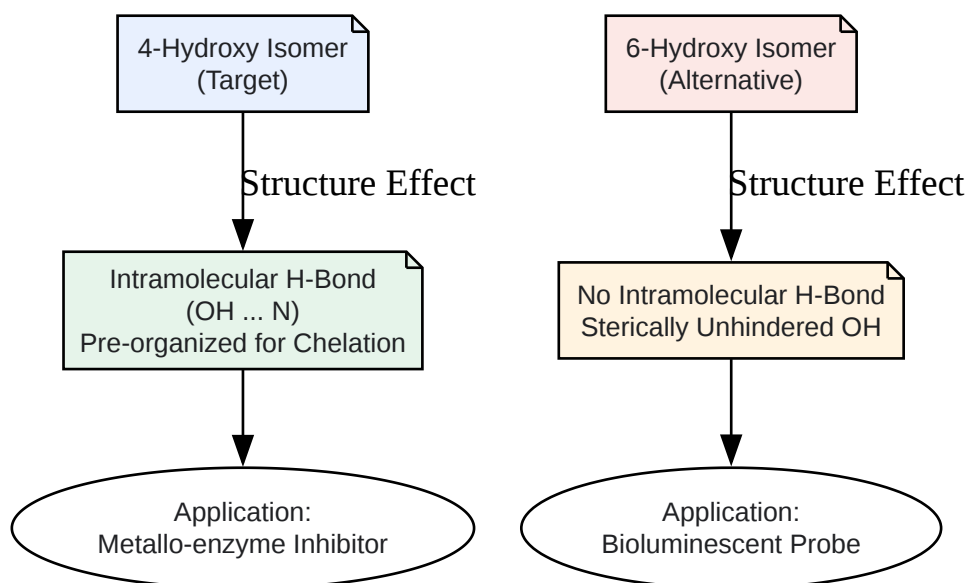 4-Hydroxy Isomer
(Target)
Structure Effect
Intramolecular H-Bond
(OH ... N)
Pre-organized for Chelation
Application:
Metallo-enzyme Inhibitor
6-Hydroxy Isomer
(Alternative)
Structure Effect
No Intramolecular H-Bond
Sterically Unhindered OH
Application:
Bioluminescent Probe